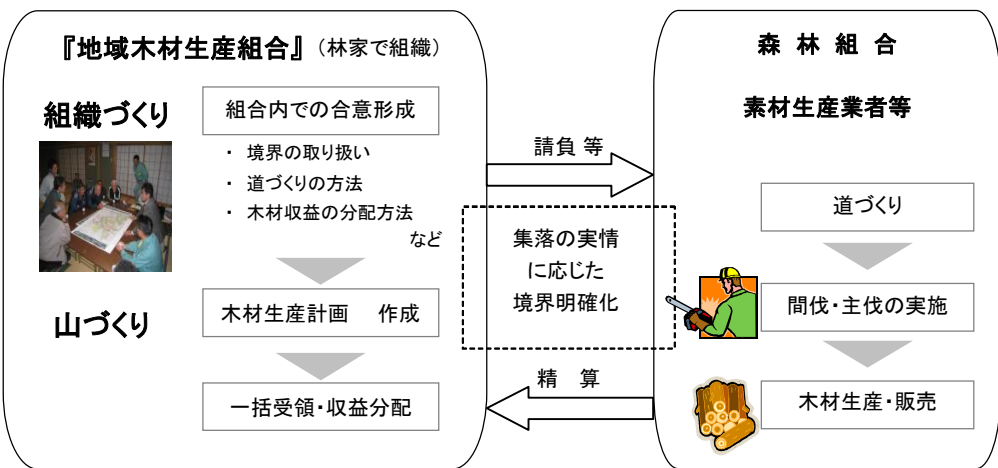 『地域木材生産組合』（林家で組織）
組織づくり
組合内での合意形成
・ 境界の取り扱い
・ 道づくりの方法
・ 木材収益の分配方法
など
山づくり
木材生産計画　作成
一括受領・収益分配
請負 等
集落の実情
に応じた
境界明確化
精　算
森 林 組 合
素材生産業者等
道づくり
間伐・主伐の実施
木材生産・販売